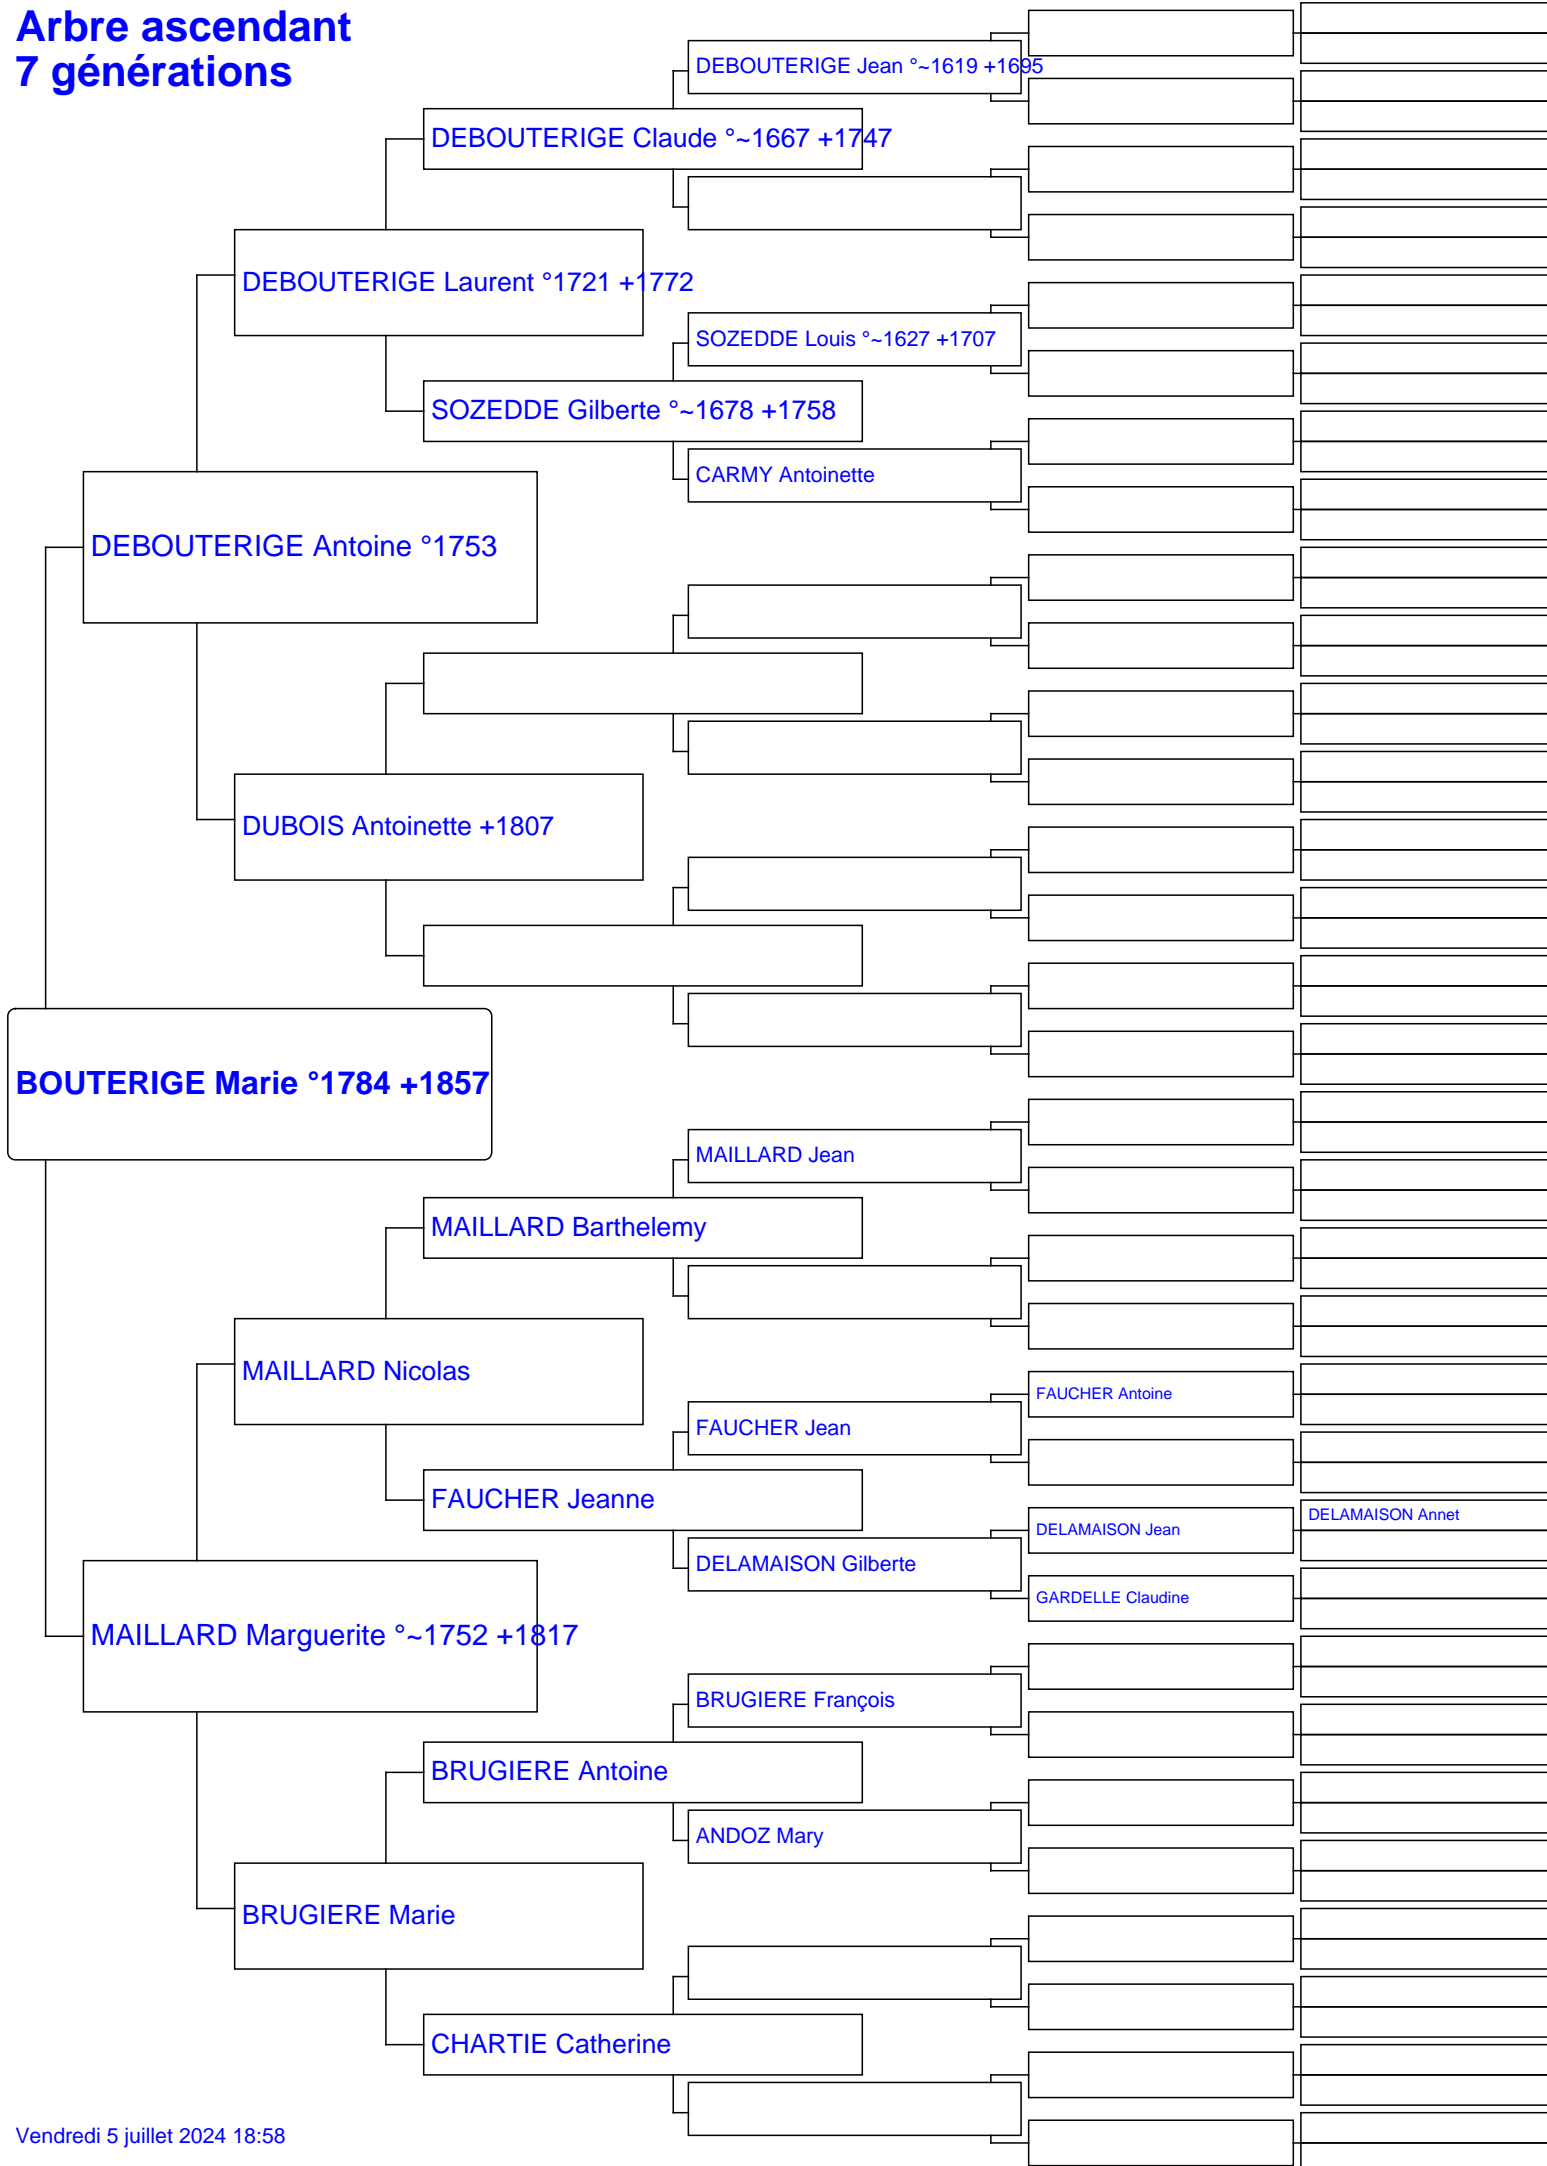 Arbre ascendant
7 générations
DEBOUTERIGE Jean °~1619 +1695
DEBOUTERIGE Claude °~1667 +1747
DEBOUTERIGE Laurent °1721 +1772
SOZEDDE Louis °~1627 +1707
SOZEDDE Gilberte °~1678 +1758
CARMY Antoinette
DEBOUTERIGE Antoine °1753
DUBOIS Antoinette +1807
BOUTERIGE Marie °1784 +1857
MAILLARD Jean
MAILLARD Barthelemy
MAILLARD Nicolas
FAUCHER Antoine
FAUCHER Jean
FAUCHER Jeanne
DELAMAISON Annet
DELAMAISON Jean
DELAMAISON Gilberte
GARDELLE Claudine
MAILLARD Marguerite °~1752 +1817
BRUGIERE François
BRUGIERE Antoine
ANDOZ Mary
BRUGIERE Marie
CHARTIE Catherine
Vendredi 5 juillet 2024 18:58